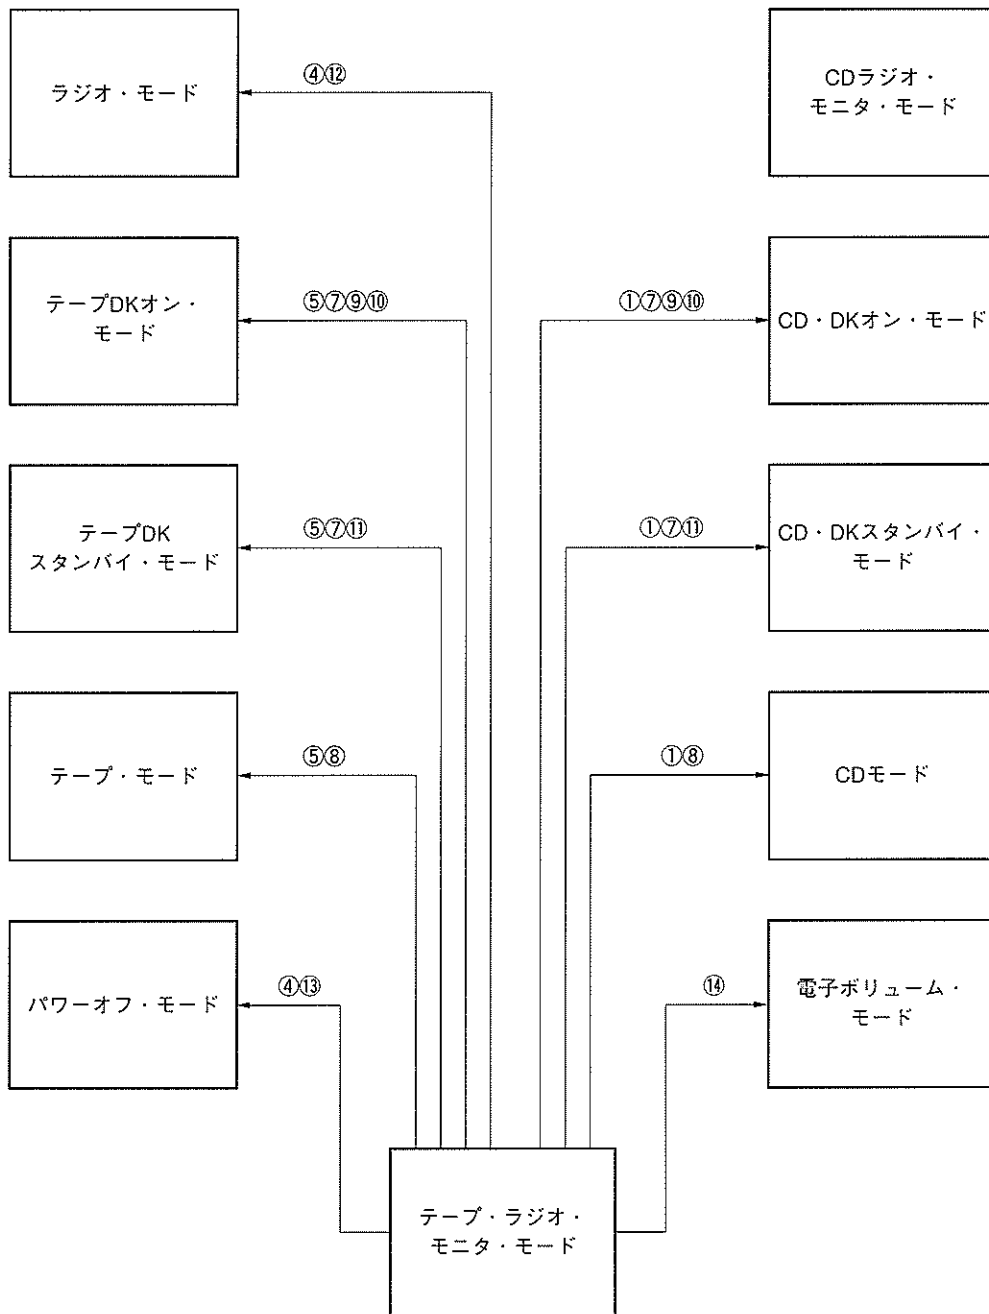 ラジオ・モード
④⑫
CDラジオ・
モニタ・モード
テープDKオン・
モード
⑤⑦⑨⑩
①⑦⑨⑩
CD・DKオン・モード
テープDK
スタンバイ・モード
⑤⑦⑪
①⑦⑪
CD・DKスタンバイ・
モード
テープ・モード
⑤⑧
①⑧
CDモード
パワーオフ・モード
④⑬
⑭
電子ボリューム・
モード
テープ・ラジオ・
モニタ・モード